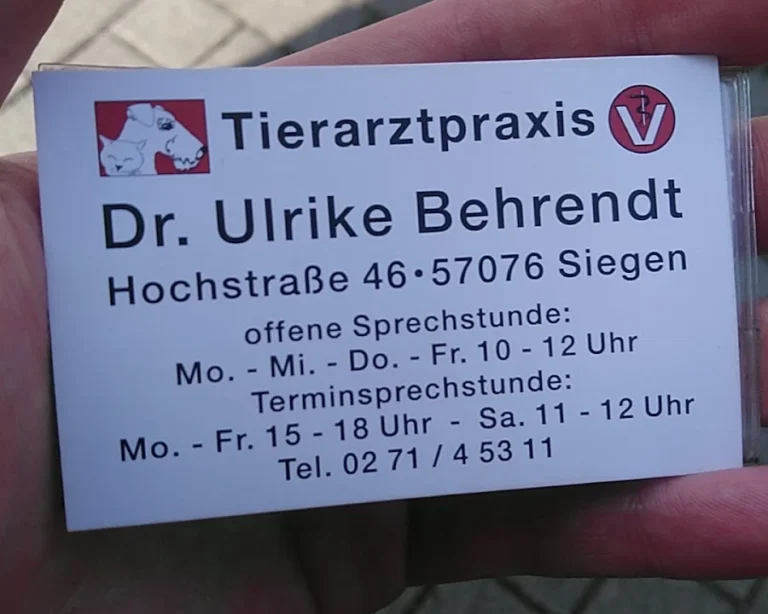 Tierarztpraxis V
Dr. Ulrike Behrendt
Hochstraße 46·57076 Siegen
offene Sprechstunde:
Mo. - Mi. - Do. - Fr. 10 - 12 Uhr
Terminsprechstunde:
Mo. - Fr. 15 - 18 Uhr - Sa. 11 - 12 Uhr
Tel. 02 71 / 4 53 11